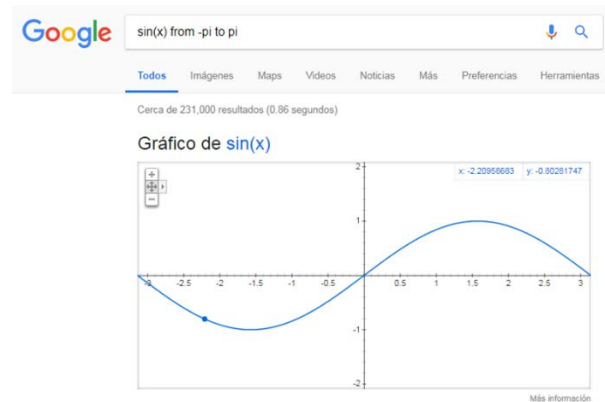 Google
sin(x) from -pi to pi
Todos Imágenes Maps Videos Noticias Más Preferencias Herramientas
Cerca de 231,000 resultados (0.86 segundos)
Gráfico de sin(x)
x: -2.20958683 y: -0.80281747
2
1
-3 -2.5 -2 -1.5 -1 -0.5 0.5 1 1.5 2 2.5 3
-1
-2
Más información